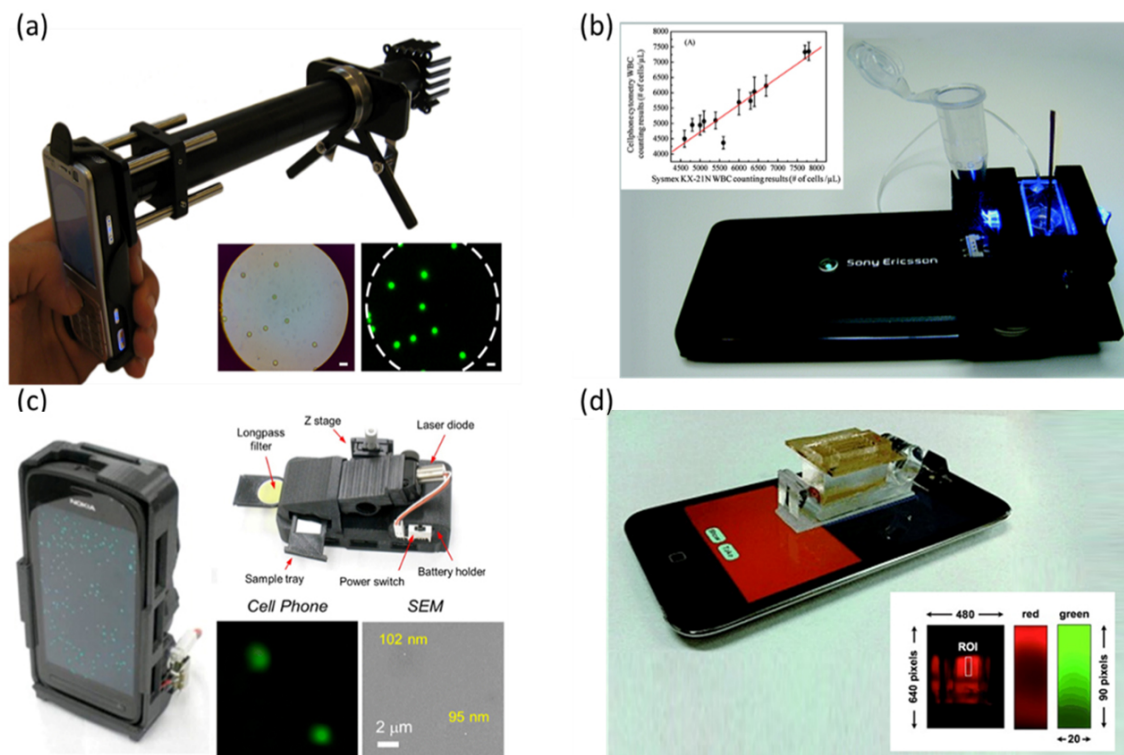 (a)
(b)
(A)
8000
7500
7000
6500
6000
5500
5000
4500
4000
Cellphone cytometry WBC
counting results (# of cells/µL)
4500 5000 5500 6000 6500 7000 7500 8000
Sysmex KX-21N WBC counting results (# of cells /µL)
Sony Ericsson
(c)
NOKIA
Longpass
filter
Z stage
Laser diode
Sample tray
Power switch
Battery holder
Cell Phone
SEM
102 nm
2 µm
95 nm
(d)
480
red
green
ROI
640 pixels
90 pixels
20